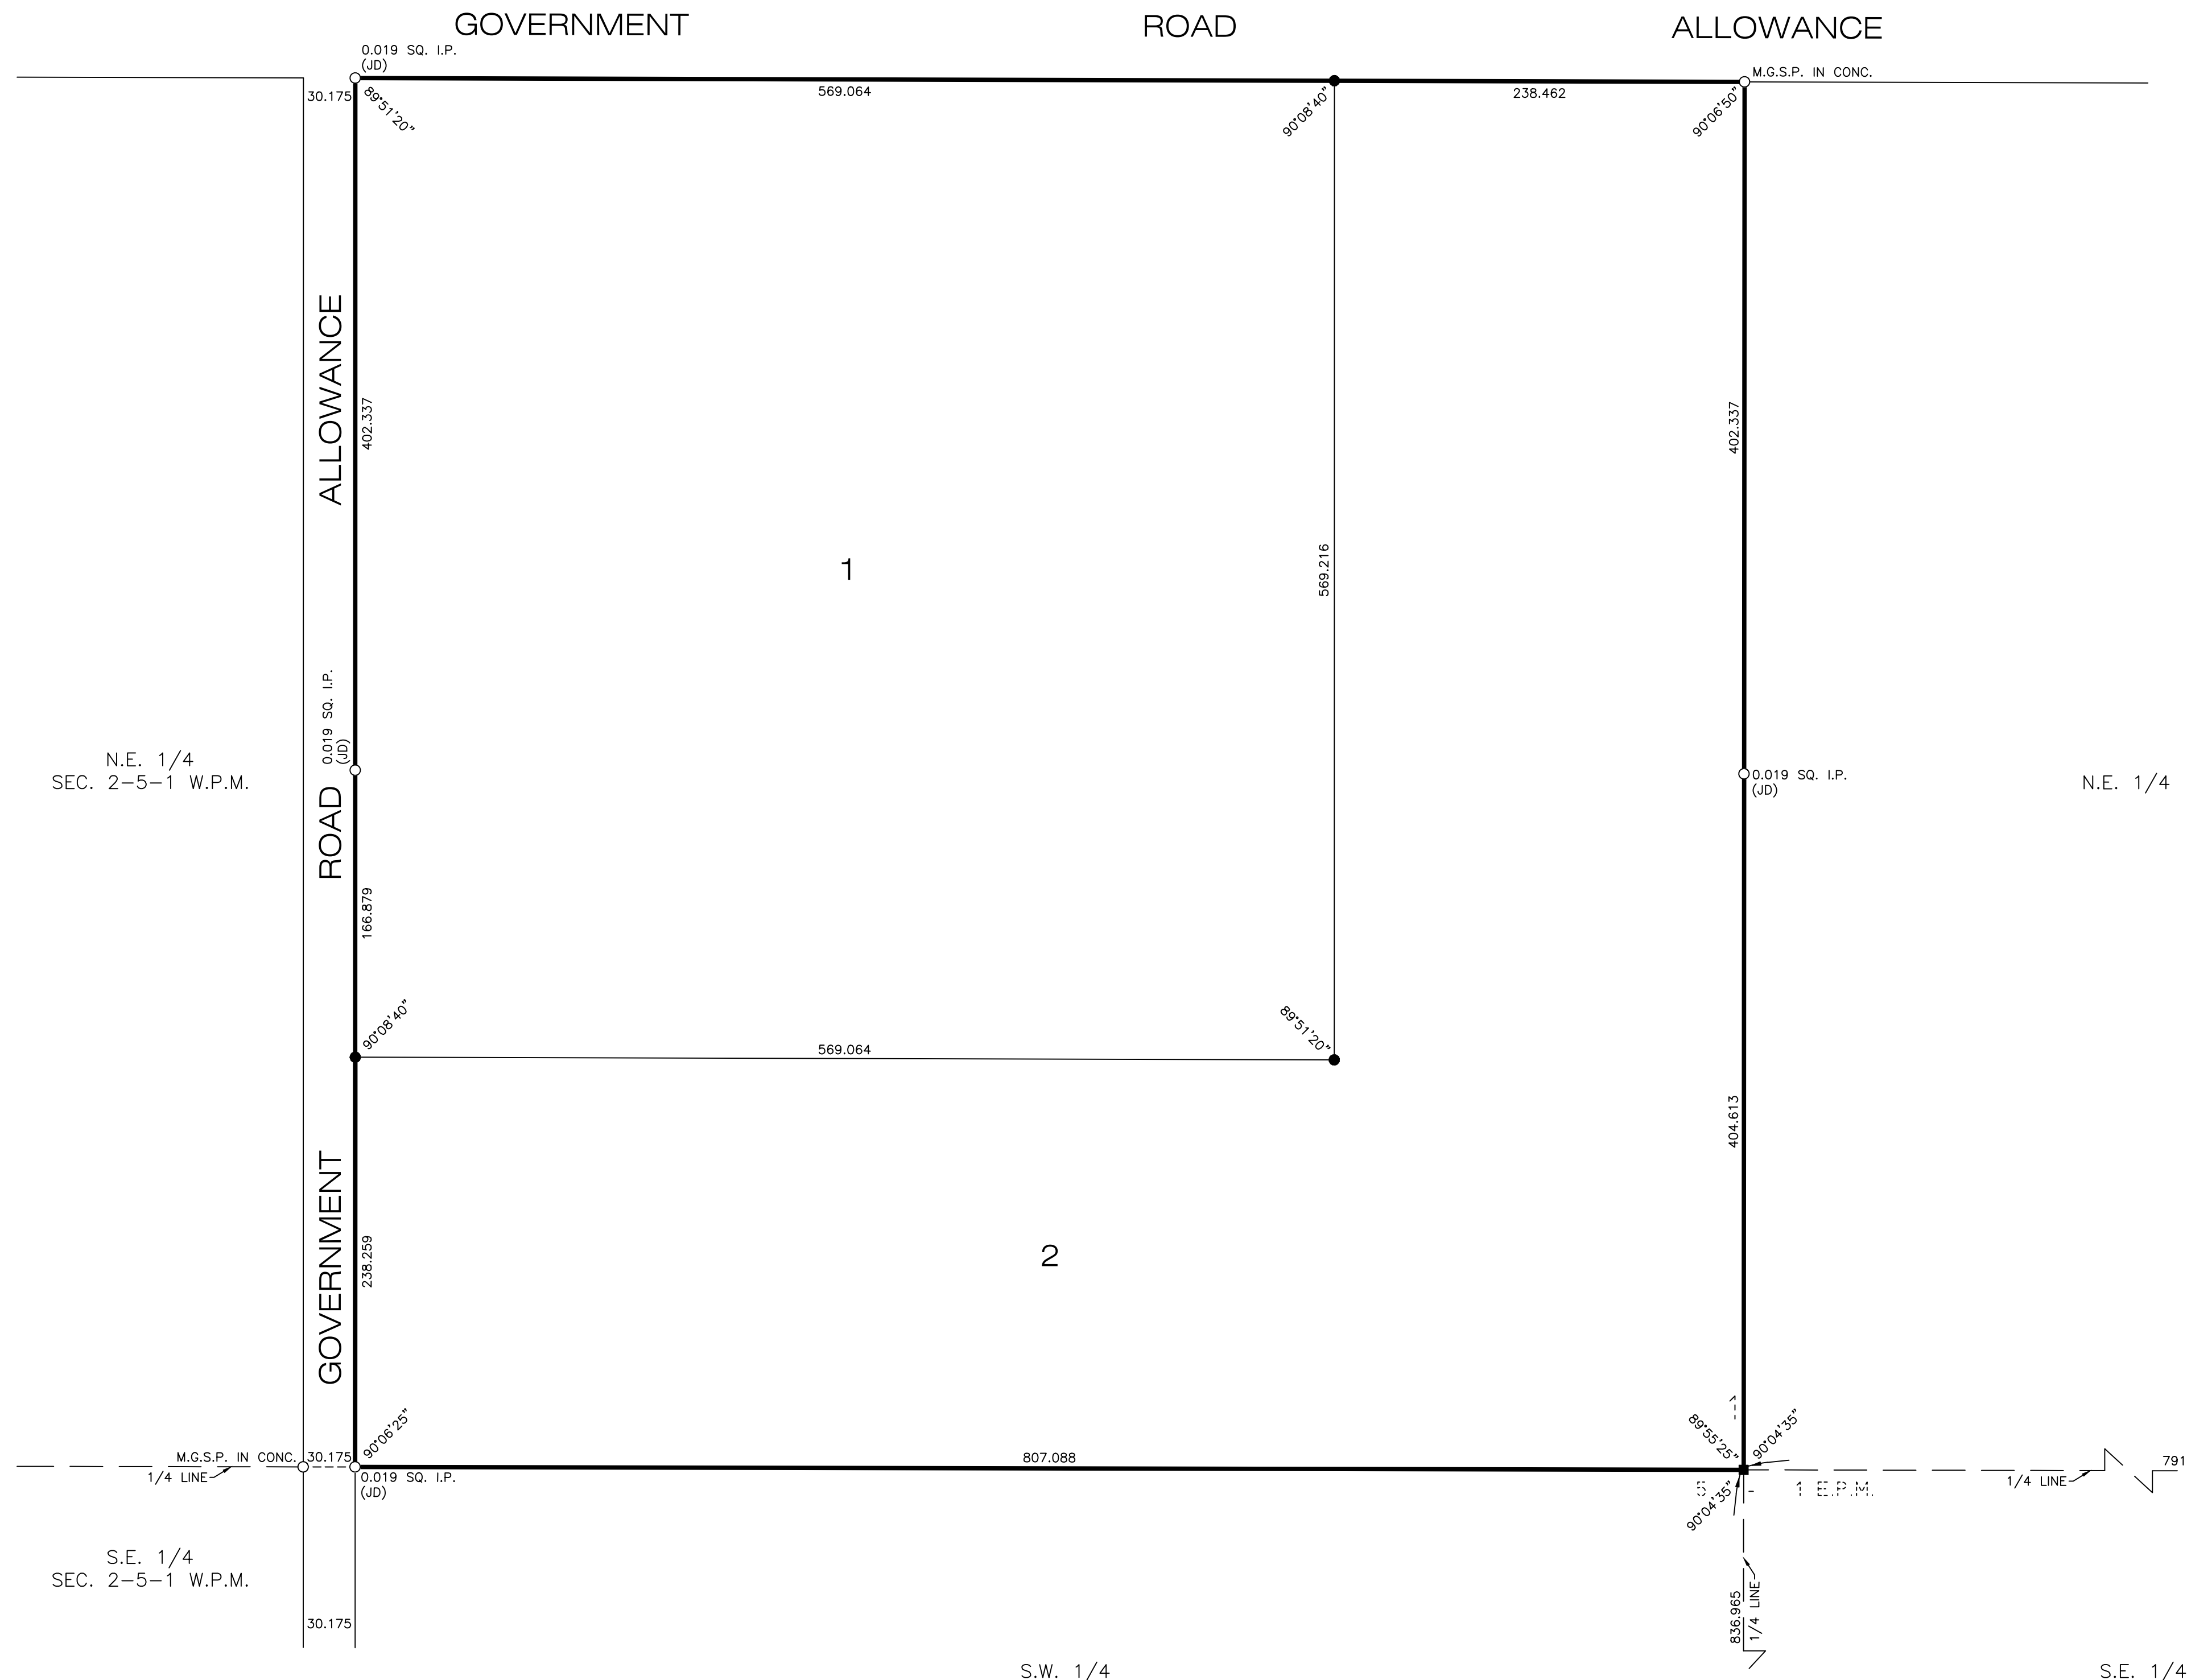 GOVERNMENT ROAD ALLOWANCE
0.019 SQ. I.P.
(JD)
M.G.S.P. IN CONC.
30.175
89°51'20"
569.064
90°08'40"
238.462
90°06'50"
ALLOWANCE
402.337
402.337
569.216
1
0.019 SQ. I.P.
(JD)
N.E. 1/4
SEC. 2-5-1 W.P.M.
ROAD
0.019 SQ. I.P.
(JD)
N.E. 1/4
166.879
90°08'40"
569.064
89°51'20"
404.613
GOVERNMENT
238.259
2
90°06'25"
89°55'25"
90°04'35"
M.G.S.P. IN CONC.
30.175
807.088
791
1/4 LINE
0.019 SQ. I.P.
(JD)
90°04'35"
5 - 1 E.P.M.
1/4 LINE
S.E. 1/4
SEC. 2-5-1 W.P.M.
30.175
836.965
1/4 LINE
S.W. 1/4
S.E. 1/4